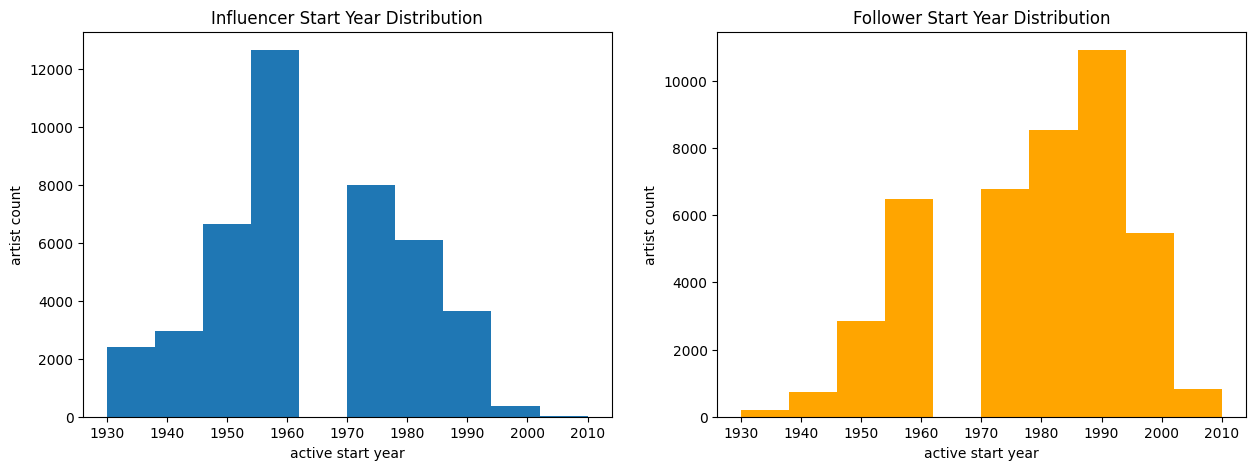 Influencer Start Year Distribution
12000
10000
8000
6000
4000
2000
0
artist count
1930 1940 1950 1960 1970 1980 1990 2000 2010
active start year
Follower Start Year Distribution
10000
8000
6000
4000
2000
0
artist count
1930 1940 1950 1960 1970 1980 1990 2000 2010
active start year